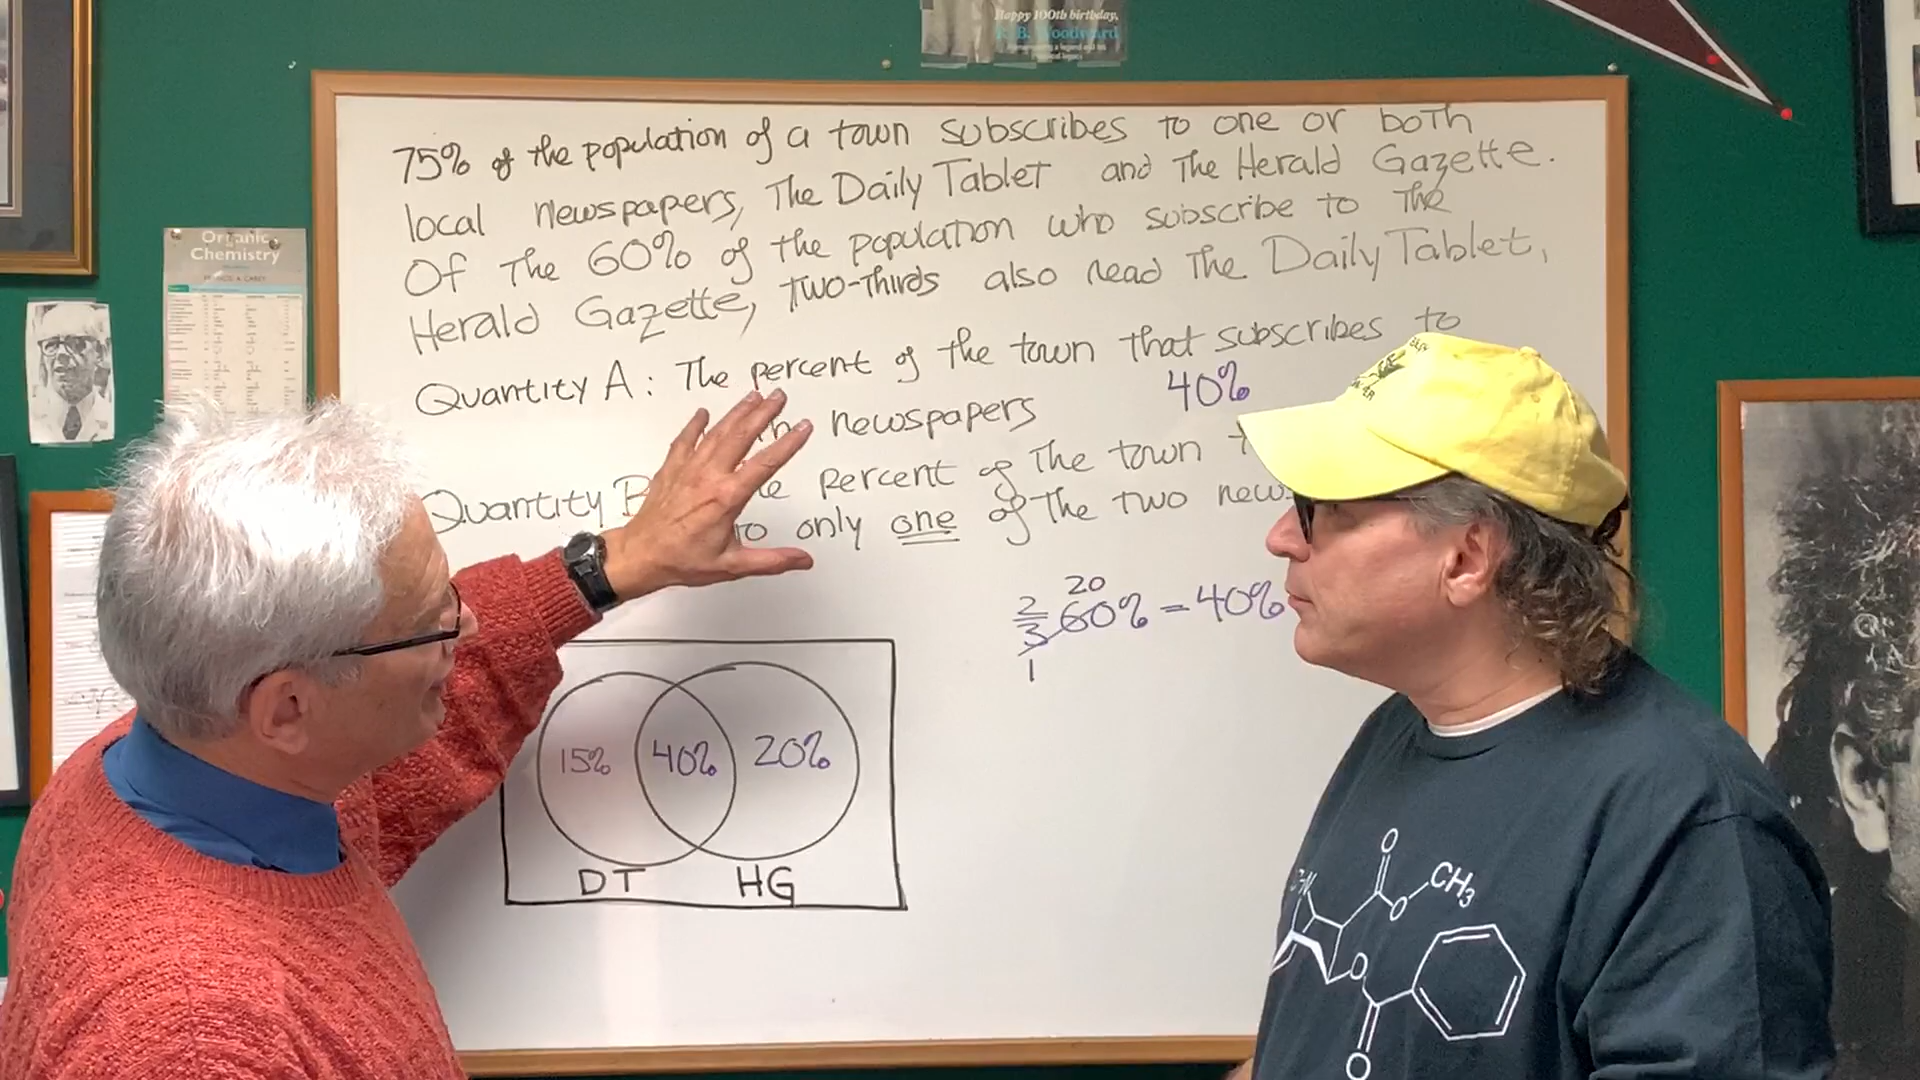 Happy 100th birthday,
R. B. Woodward
75% of the population of a town subscribes to one or both
local newspapers, The Daily Tablet and The Herald Gazette.
Of The 60% of the population who subscribe to The
Herald Gazette, Two-Thirds also read The Daily Tablet,
Quantity A: The percent of the town that subscribes to
newspapers
40%
Quantity B percent of the town
to only one of the two
2
3
20
60% = 40%
1
15%
40%
20%
DT
HG
Organic
Chemistry
O
O
CH3
O
O